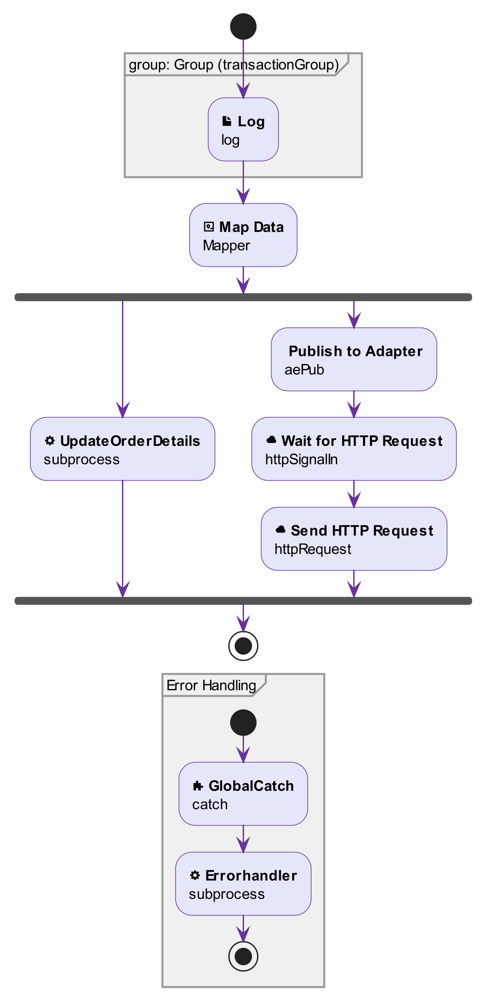 group: Group (transactionGroup)
Log
log
Map Data
Mapper
Publish to Adapter
aePub
UpdateOrderDetails
subprocess
Wait for HTTP Request
httpSignalIn
Send HTTP Request
httpRequest
Error Handling
GlobalCatch
catch
Errorhandler
subprocess